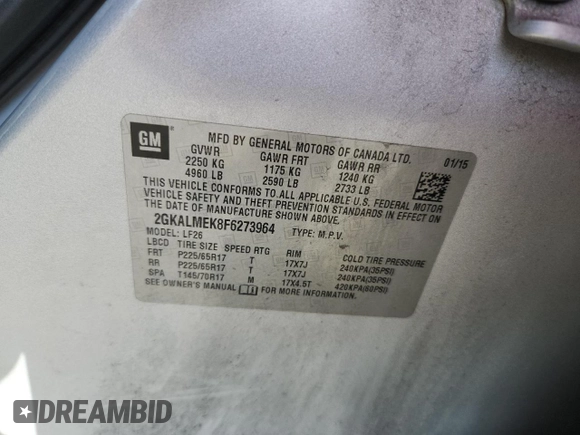 GM
MFD BY GENERAL MOTORS OF CANADA LTD. 01/15
GVWR GAWR FRT GAWR RR
2250 KG 1175 KG 1240 KG
4960 LB 2590 LB 2733 LB
THIS VEHICLE CONFORMS TO ALL APPLICABLE U.S. FEDERAL MOTOR
VEHICLE SAFETY AND THEFT PREVENTION STANDARDS IN EFFECT ON
THE DATE OF MANUFACTURE SHOWN ABOVE.
2GKALMEK8F6273964 TYPE: M.P.V.
MODEL: LF26
LBCD TIRE SIZE SPEED RTG RIM COLD TIRE PRESSURE
FRT P225/65R17 T 17X7J 240KPA(35PSI)
RR P225/65R17 T 17X7J 240KPA(35PSI)
SPA T145/70R17 M 17X4.5T 420KPA(60PSI)
SEE OWNER'S MANUAL FOR MORE INFORMATION.
DREAMBID